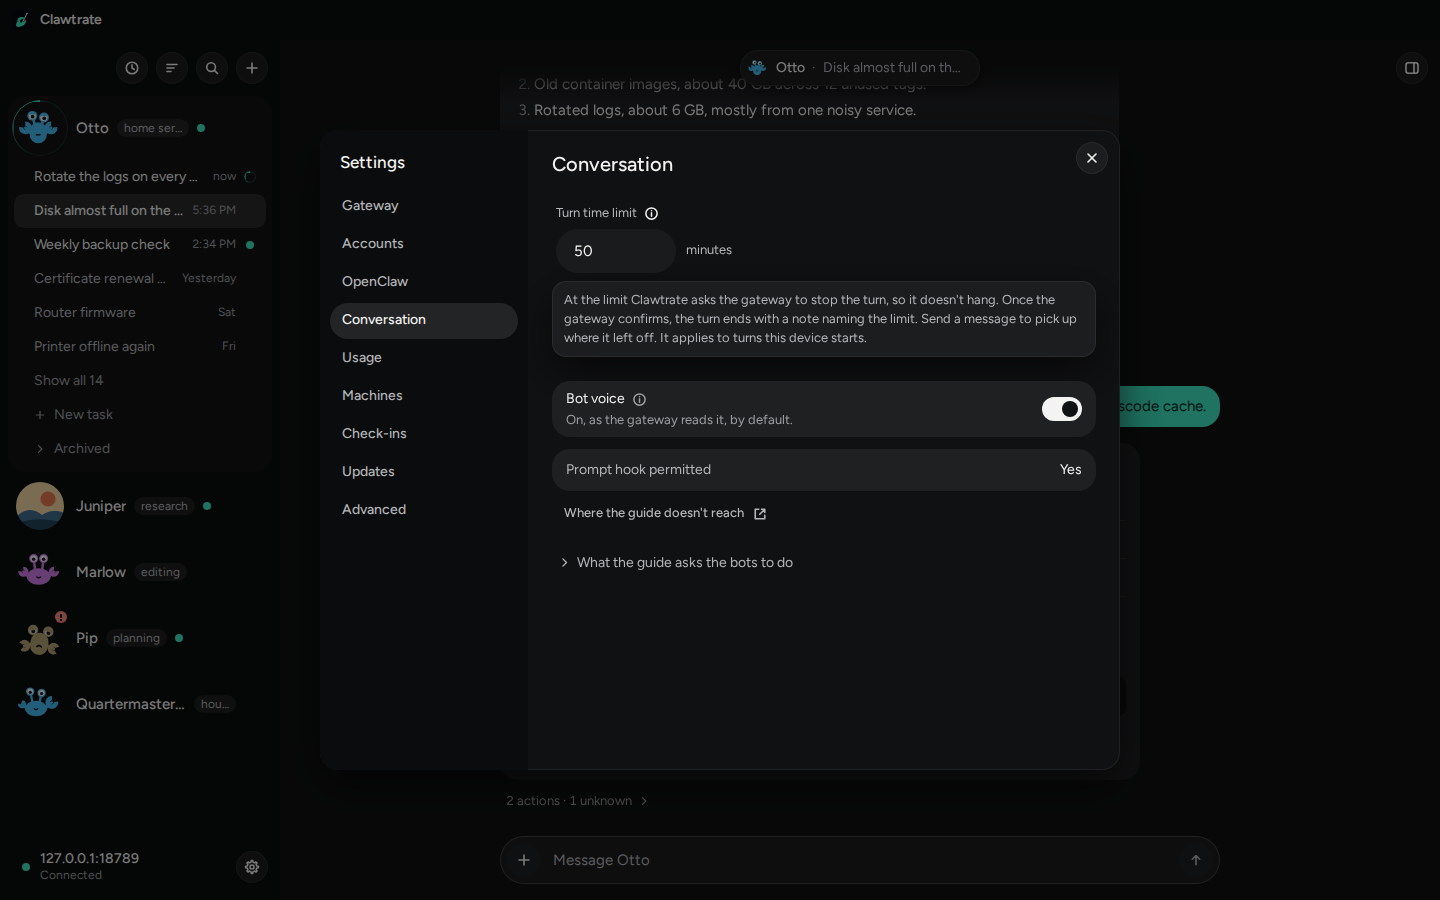 Clawtrate
Otto
home ser...
Rotate the logs on every ...
now
Disk almost full on the ...
5:36 PM
Weekly backup check
2:34 PM
Certificate renewal ...
Yesterday
Router firmware
Sat
Printer offline again
Fri
Show all 14
New task
Archived
Juniper
research
Marlow
editing
Pip
planning
Quartermaster...
hou...
127.0.0.1:18789
Connected
Otto · Disk almost full on th...
2. Old container images, about 40 GB across 12 unused tags.
3. Rotated logs, about 6 GB, mostly from one noisy service.
Settings
Gateway
Accounts
OpenClaw
Conversation
Usage
Machines
Check-ins
Updates
Advanced
Conversation
Turn time limit
50
minutes
At the limit Clawtrate asks the gateway to stop the turn, so it doesn't hang. Once the
gateway confirms, the turn ends with a note naming the limit. Send a message to pick up
where it left off. It applies to turns this device starts.
Bot voice
On, as the gateway reads it, by default.
Prompt hook permitted
Yes
Where the guide doesn't reach
What the guide asks the bots to do
scode cache.
2 actions · 1 unknown
Message Otto